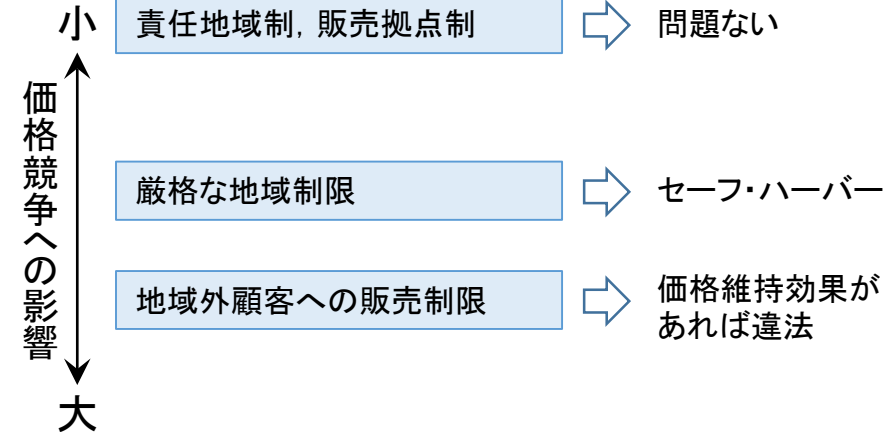 小
責任地域制，販売拠点制
問題ない
価格競争への影響
厳格な地域制限
セーフ・ハーバー
地域外顧客への販売制限
価格維持効果が
あれば違法
大